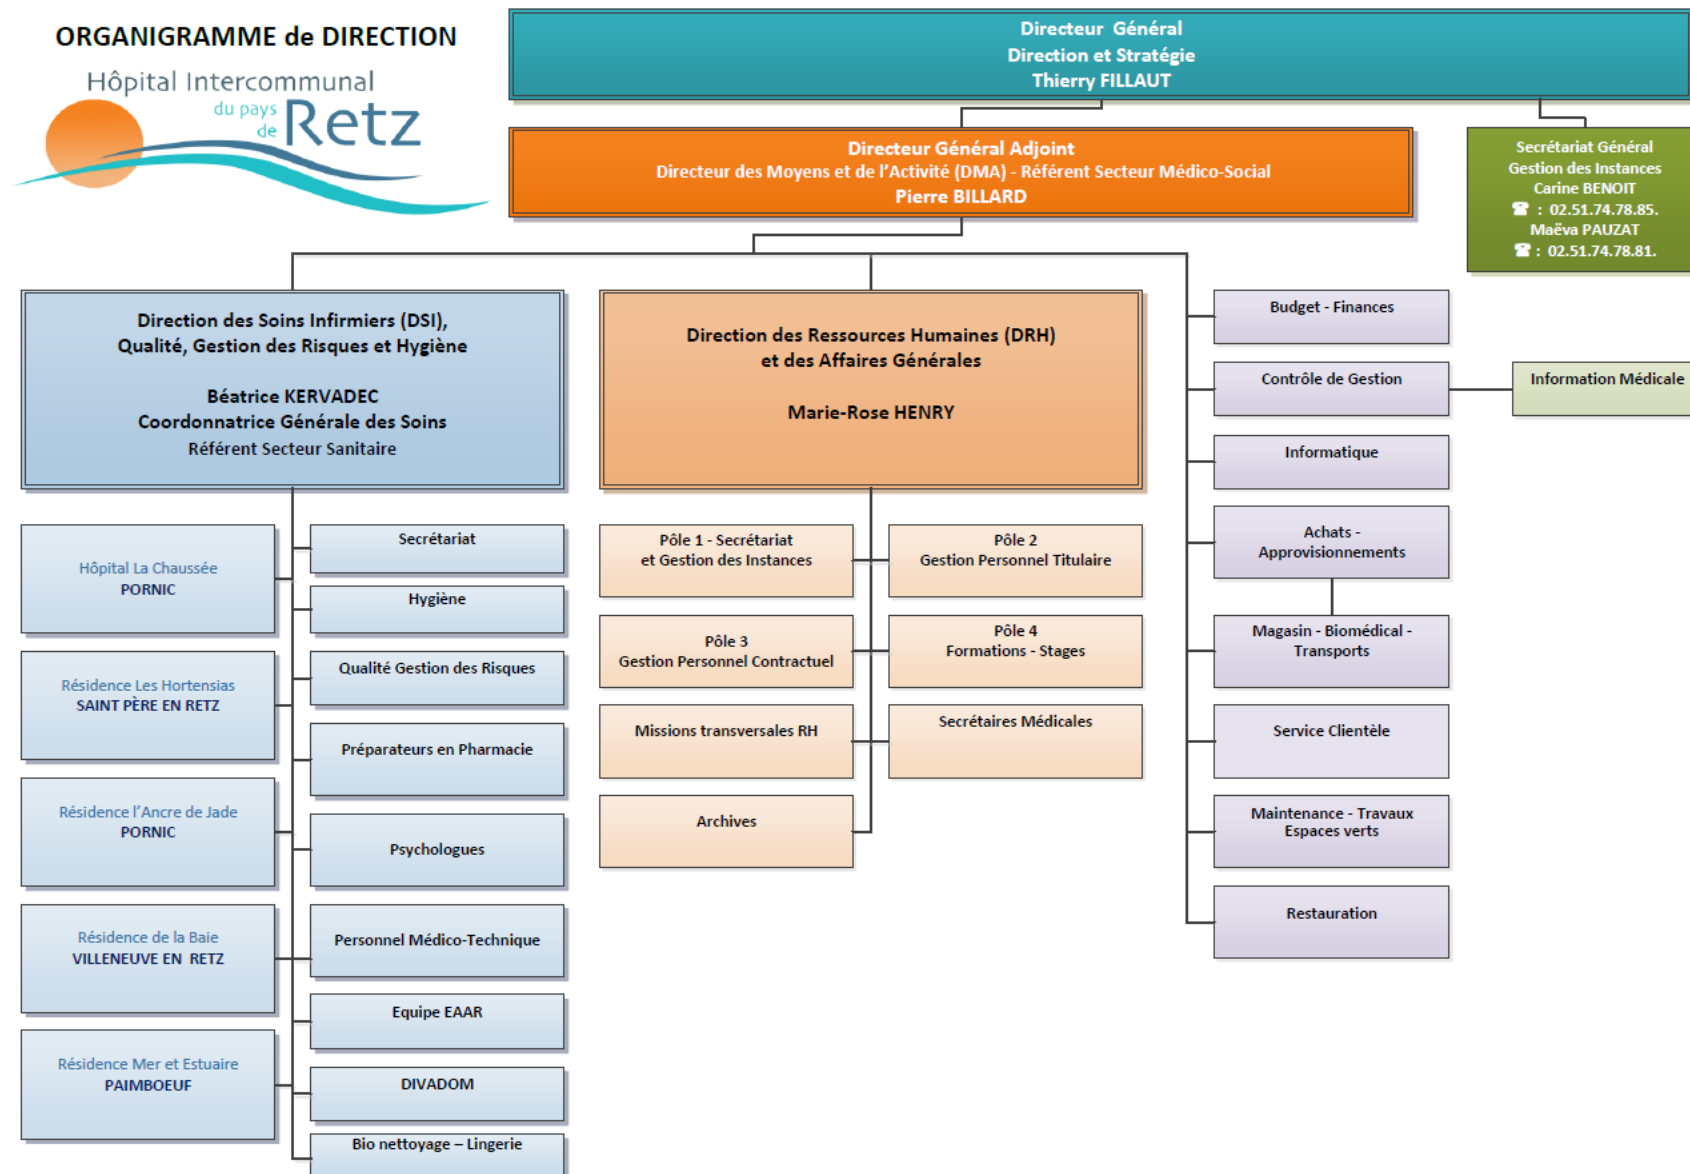 ORGANIGRAMME de DIRECTION
Hôpital Intercommunal
du pays
de Retz
Directeur Général
Direction et Stratégie
Thierry FILLAUT
Directeur Général Adjoint
Directeur des Moyens et de l'Activité (DMA) - Référent Secteur Médico-Social
Pierre BILLARD
Secrétariat Général
Gestion des Instances
Carine BENOIT
☎ : 02.51.74.78.85.
Maëva PAUZAT
☎ : 02.51.74.78.81.
Direction des Soins Infirmiers (DSI),
Qualité, Gestion des Risques et Hygiène
Béatrice KERVADEC
Coordonnatrice Générale des Soins
Référent Secteur Sanitaire
Hôpital La Chaussée
PORNIC
Résidence Les Hortensias
SAINT PÈRE EN RETZ
Résidence l'Ancre de Jade
PORNIC
Résidence de la Baie
VILLENEUVE EN RETZ
Résidence Mer et Estuaire
PAIMBOEUF
Secrétariat
Hygiène
Qualité Gestion des Risques
Préparateurs en Pharmacie
Psychologues
Personnel Médico-Technique
Equipe EAAR
DIVADOM
Bio nettoyage – Lingerie
Direction des Ressources Humaines (DRH)
et des Affaires Générales
Marie-Rose HENRY
Pôle 1 - Secrétariat
et Gestion des Instances
Pôle 2
Gestion Personnel Titulaire
Pôle 3
Gestion Personnel Contractuel
Pôle 4
Formations - Stages
Missions transversales RH
Secrétaires Médicales
Archives
Budget - Finances
Contrôle de Gestion
Information Médicale
Informatique
Achats -
Approvisionnements
Magasin - Biomédical -
Transports
Service Clientèle
Maintenance - Travaux
Espaces verts
Restauration